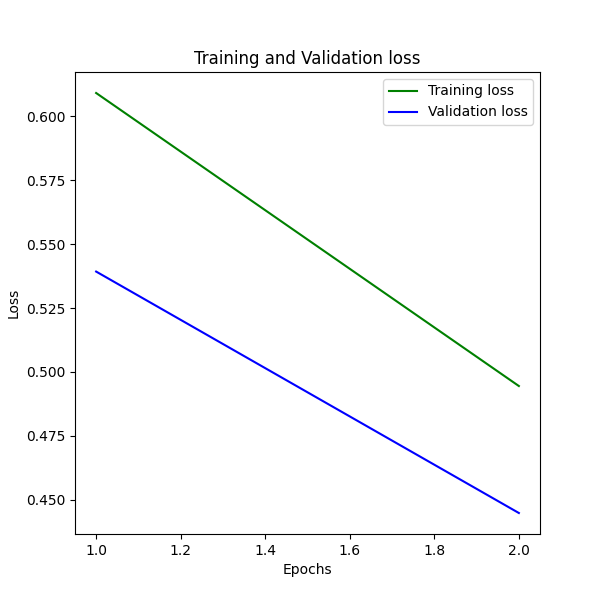 Training and Validation loss
Training loss
Validation loss
0.600
0.575
0.550
0.525
0.500
0.475
0.450
Loss
1.0 1.2 1.4 1.6 1.8 2.0
Epochs